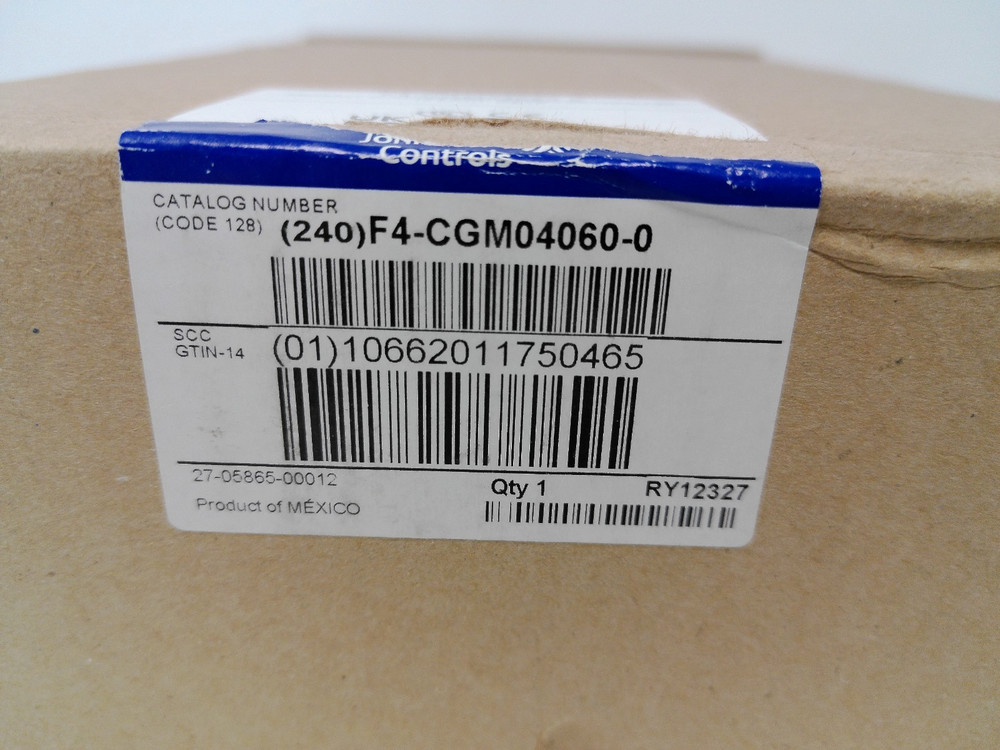 Controls
CATALOG NUMBER
(CODE 128) (240)F4-CGM04060-0
SCC
GTIN-14 (01)10662011750465
27-05865-00012
Qty 1 RY12327
Product of MÉXICO